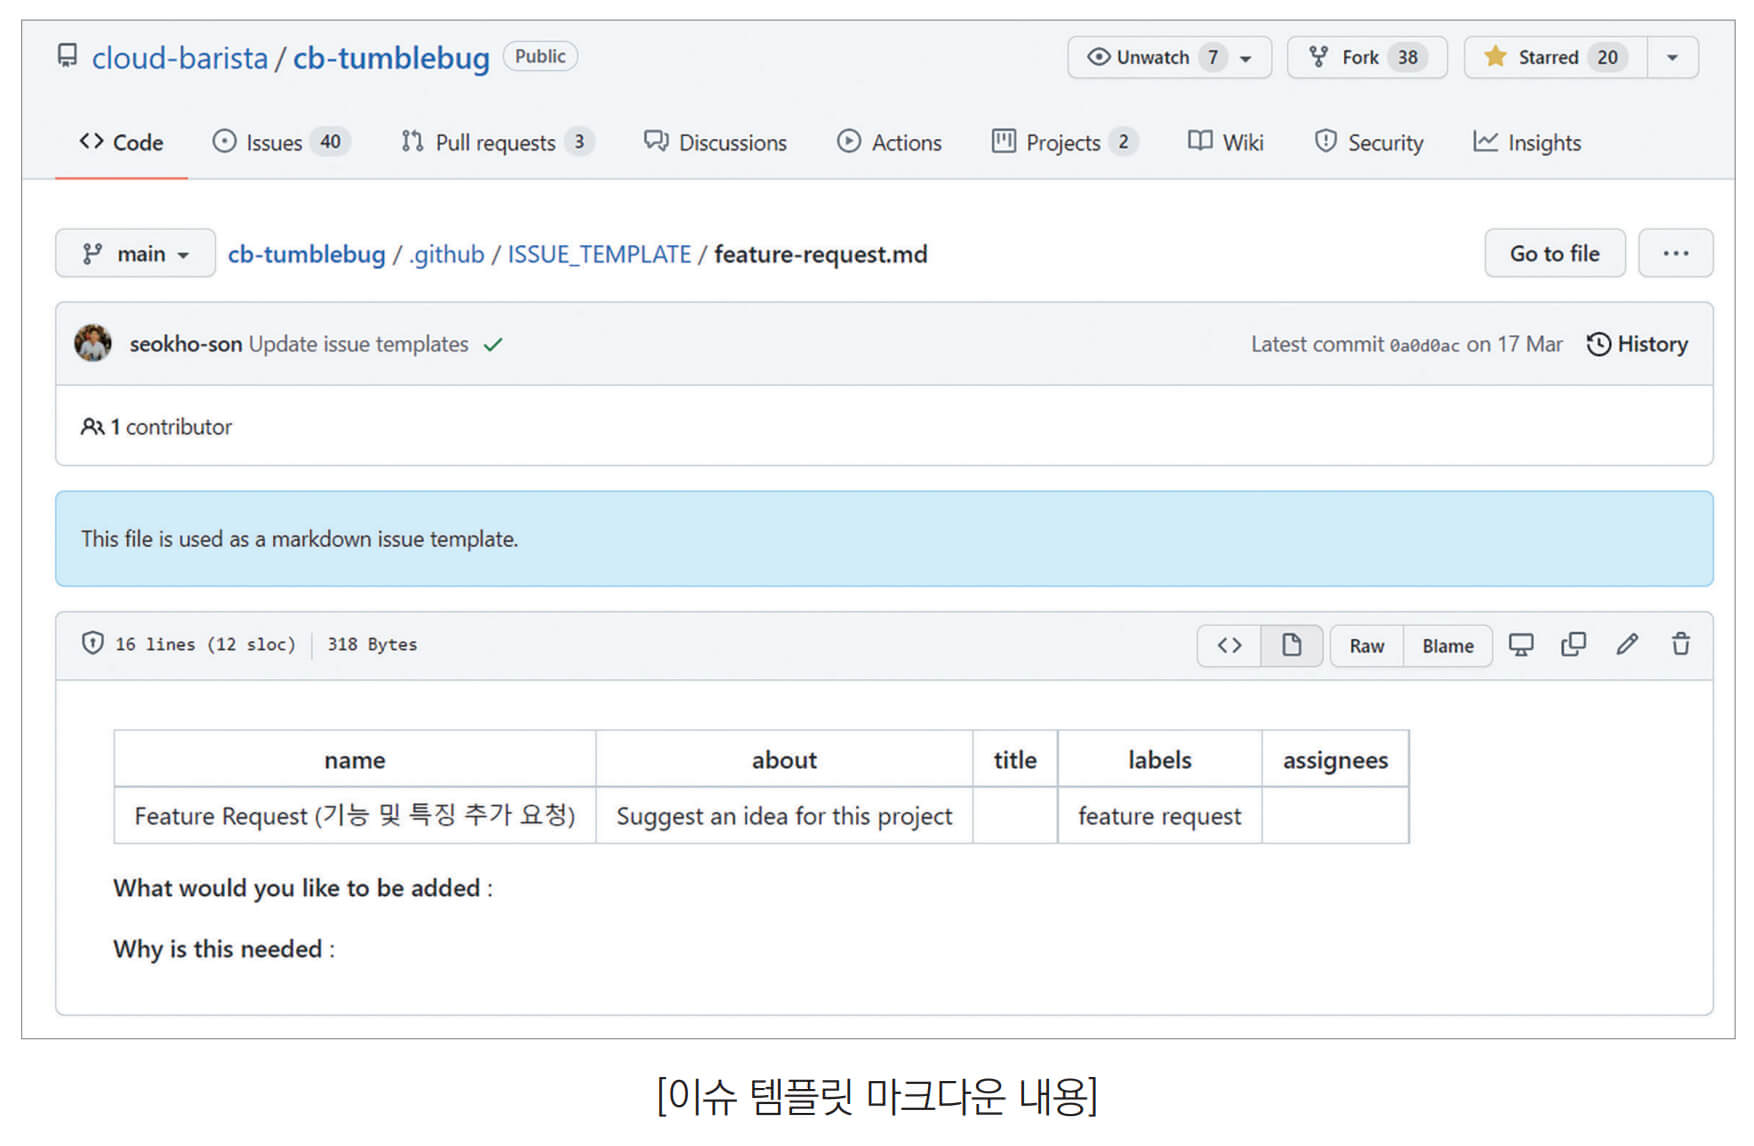 cloud-barista / cb-tumblebug Public Unwatch 7 Fork 38 Starred 20
Code Issues 40 Pull requests 3 Discussions Actions Projects 2 Wiki Security Insights
main cb-tumblebug / .github / ISSUE_TEMPLATE / feature-request.md Go to file ...
seokho-son Update issue templates Latest commit 0a0d0ac on 17 Mar History
1 contributor
This file is used as a markdown issue template.
16 lines (12 sloc) 318 Bytes <> Raw Blame
name about title labels assignees
Feature Request (기능 및 특징 추가 요청) Suggest an idea for this project feature request
What would you like to be added :
Why is this needed :
[이슈 템플릿 마크다운 내용]